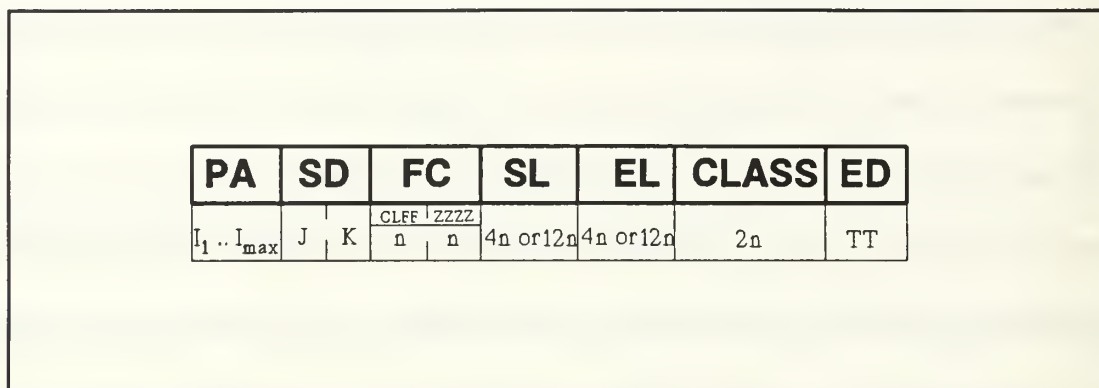 PA SD FC SL EL CLASS ED
CLFF ZZZZ
I₁ .. Iₘₐₓ J K n n 4n or12n 4n or12n 2n TT